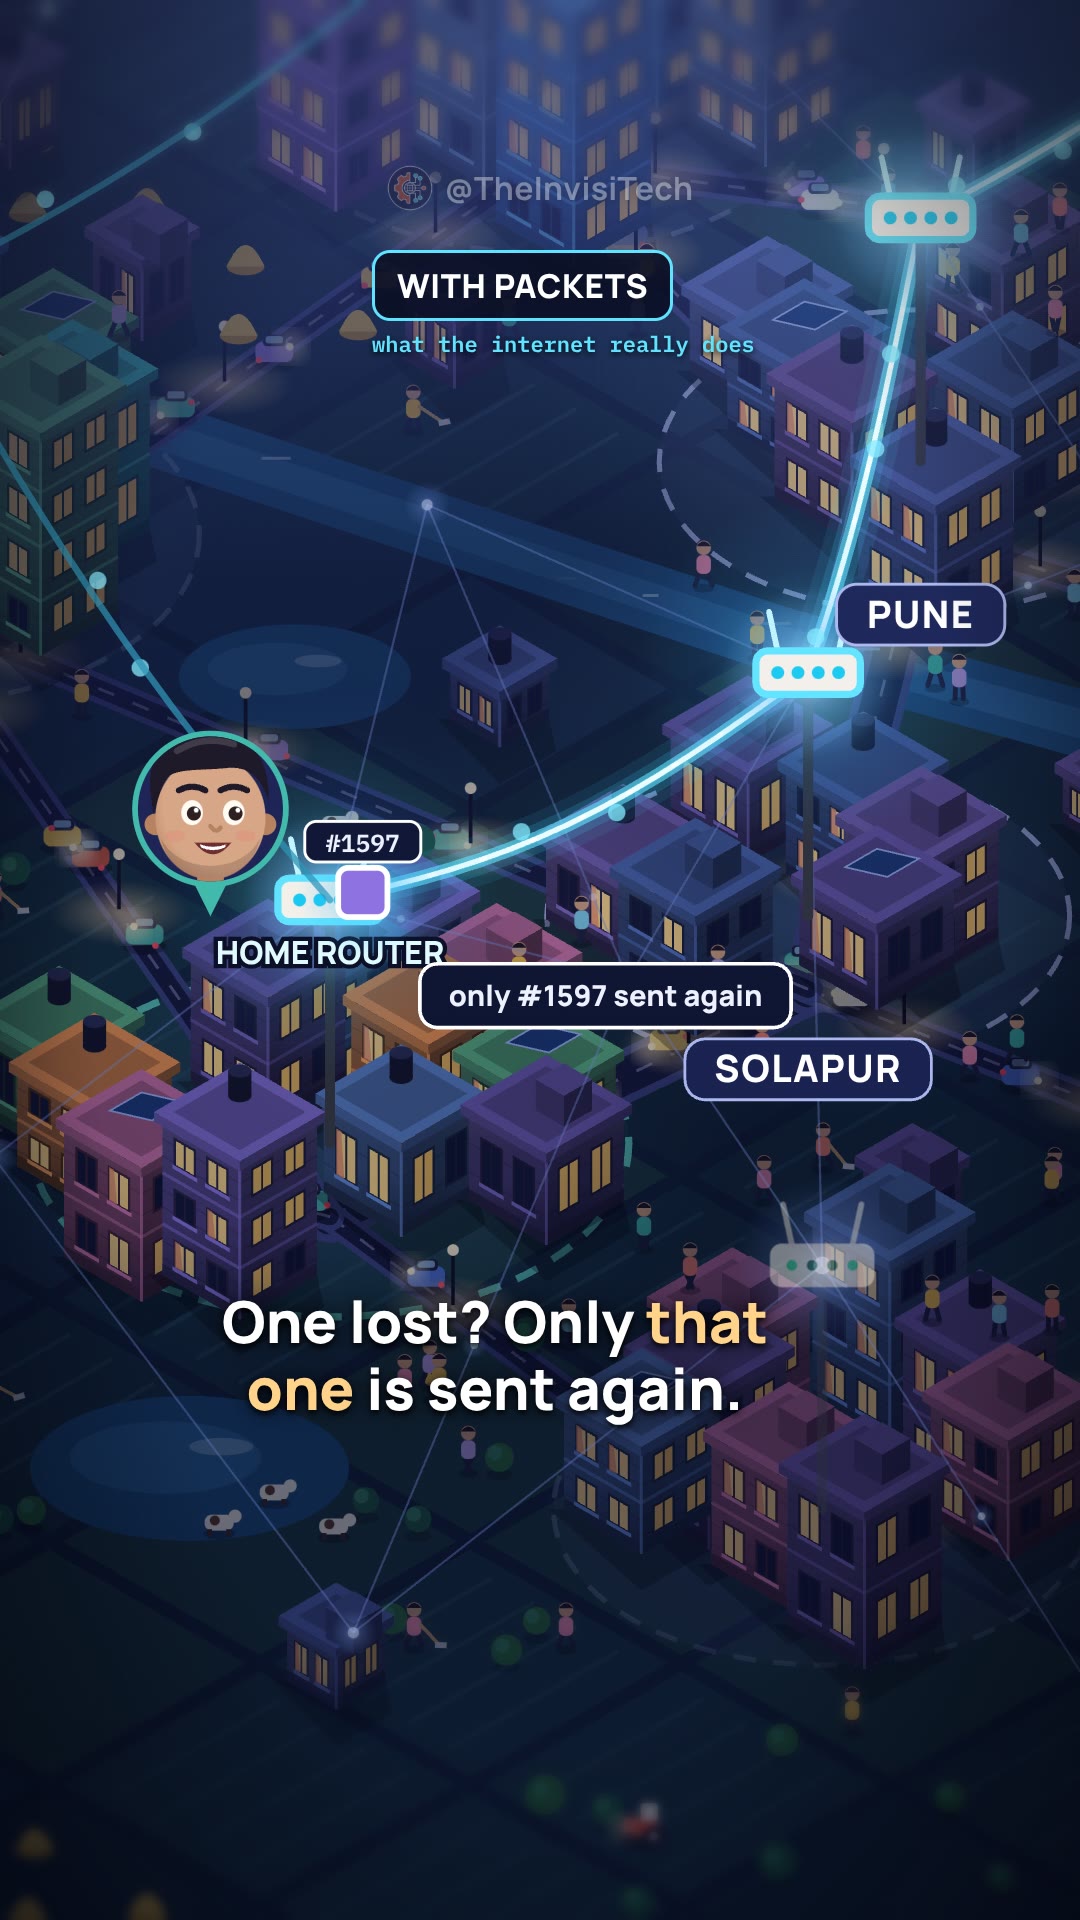 @TheInvisiTech
WITH PACKETS
what the internet really does
PUNE
#1597
HOME ROUTER
only #1597 sent again
SOLAPUR
One lost? Only that
one is sent again.